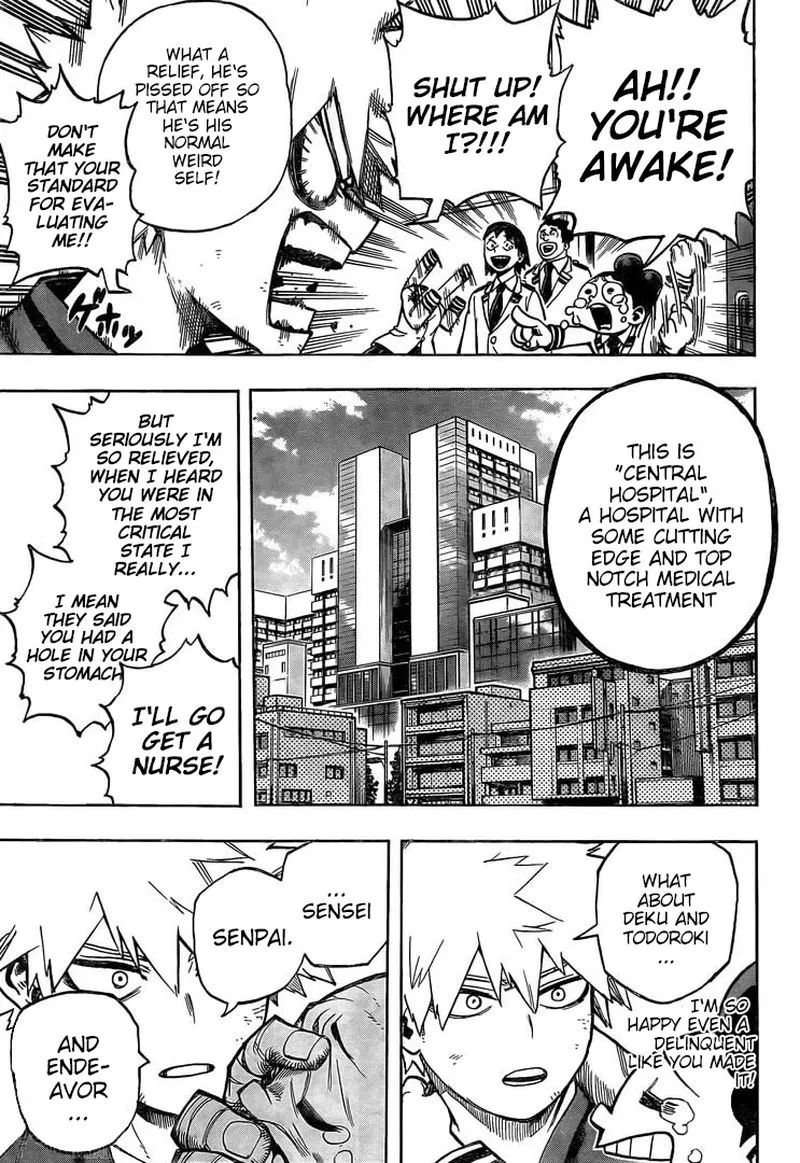 AH!!
YOU'RE
AWAKE!
SHUT UP!
WHERE AM
I?!!!
WHAT A
RELIEF, HE'S
PISSED OFF SO
THAT MEANS
HE'S HIS
NORMAL
WEIRD
SELF!
DON'T
MAKE
THAT YOUR
STANDARD
FOR EVA-
LUATING
ME!!
ゲホッ
THIS IS
"CENTRAL
HOSPITAL",
A HOSPITAL WITH
SOME CUTTING
EDGE AND TOP
NOTCH MEDICAL
TREATMENT
BUT
SERIOUSLY I'M
SO RELIEVED,
WHEN I HEARD
YOU WERE IN
THE MOST
CRITICAL
STATE I
REALLY...
I MEAN
THEY SAID
YOU HAD A
HOLE IN YOUR
STOMACH
I'LL GO
GET A
NURSE!
WHAT
ABOUT
DEKU AND
TODOROKI
...
I'M SO
HAPPY EVEN A
DELINQUENT
LIKE YOU MADE
IT!
...
SENSEI
SENPAI.
AND
ENDE-
AVOR
...